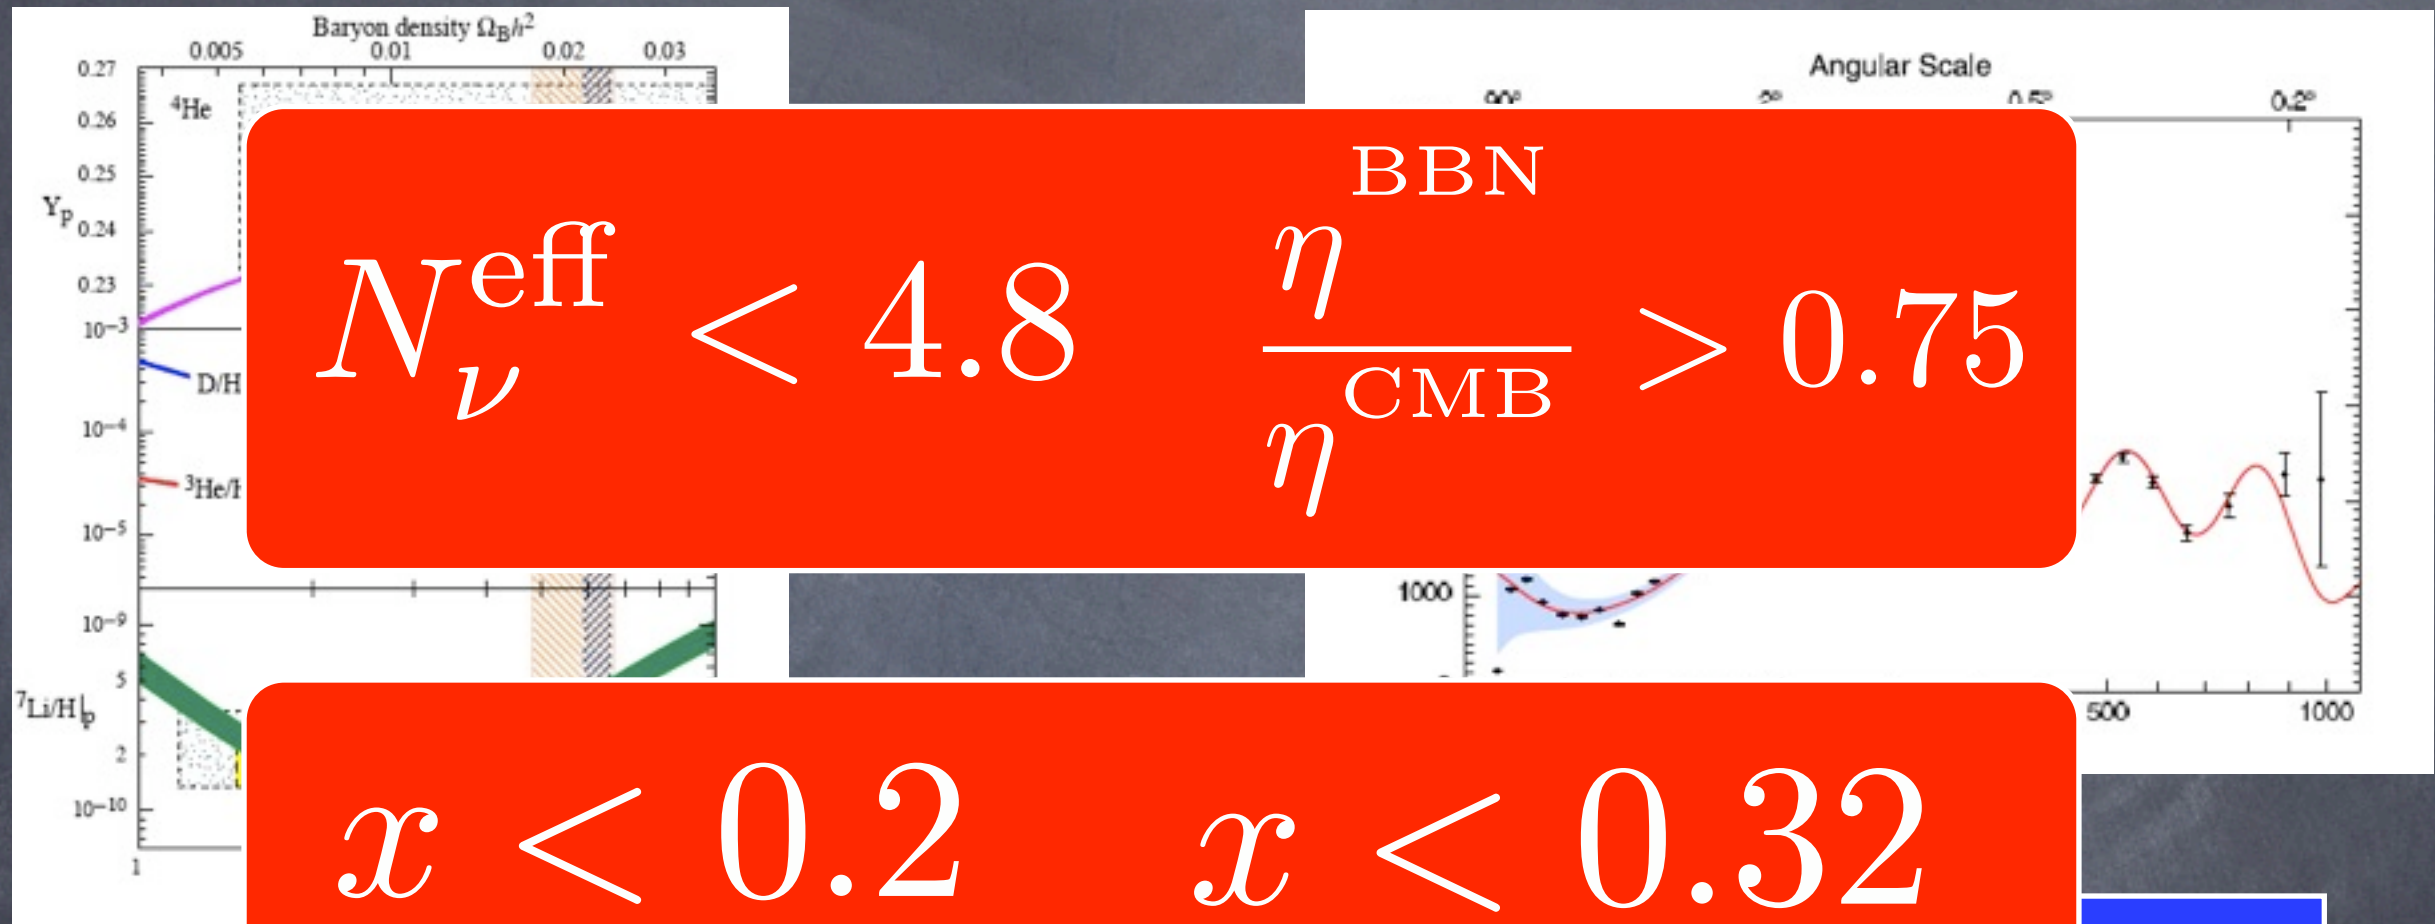 Baryon density Ω_B h²
0.005 0.01 0.02 0.03
0.27
⁴He
0.26
0.25
Y_p
0.24
0.23
10⁻³
D/H
10⁻⁴
10⁻⁵
10⁻⁹
5
⁷Li/H|_p
2
10⁻¹⁰
1
Angular Scale
90° 2° 0.5° 0.2°
1000
500 1000
N_ν^eff < 4.8
η^BBN / η^CMB > 0.75
x < 0.2
x < 0.32